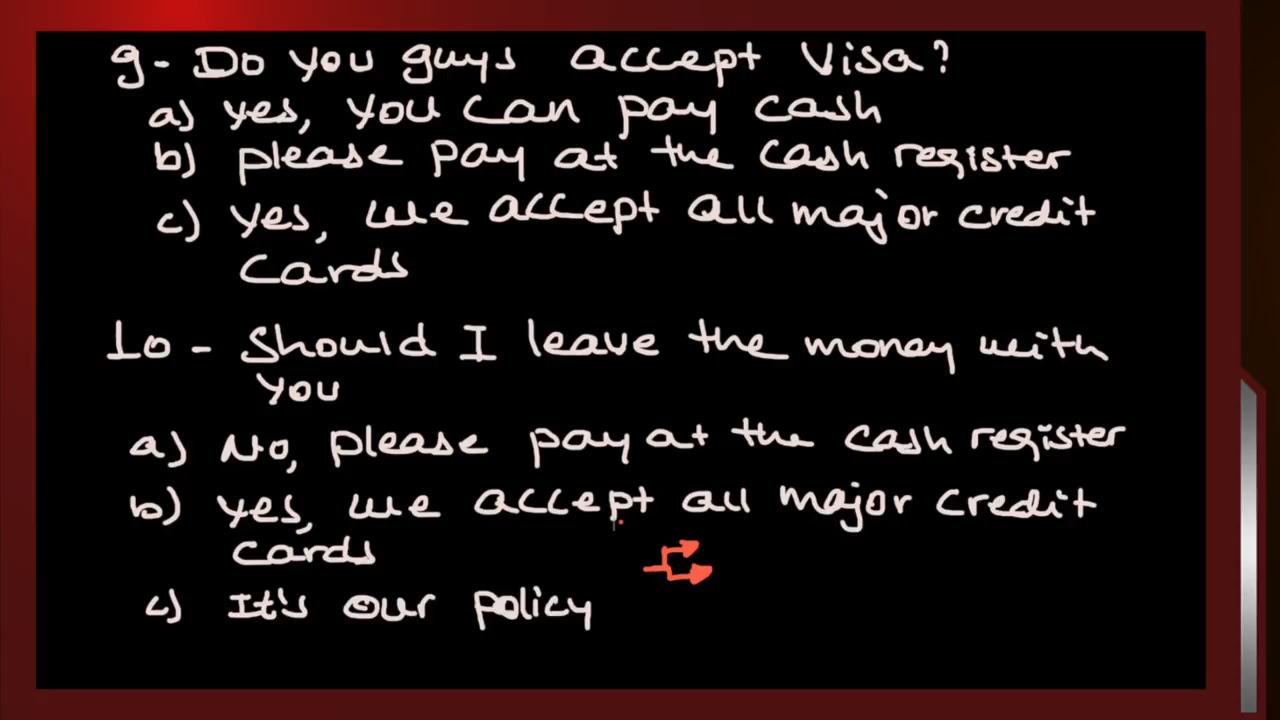 9- Do you guys accept Visa?
a) yes, you can pay cash
b) please pay at the cash register
c) yes, we accept all major credit
cards
10 - Should I leave the money with
you
a) No, please pay at the cash register
b) yes, we accept all major credit
cards
c) It's our policy